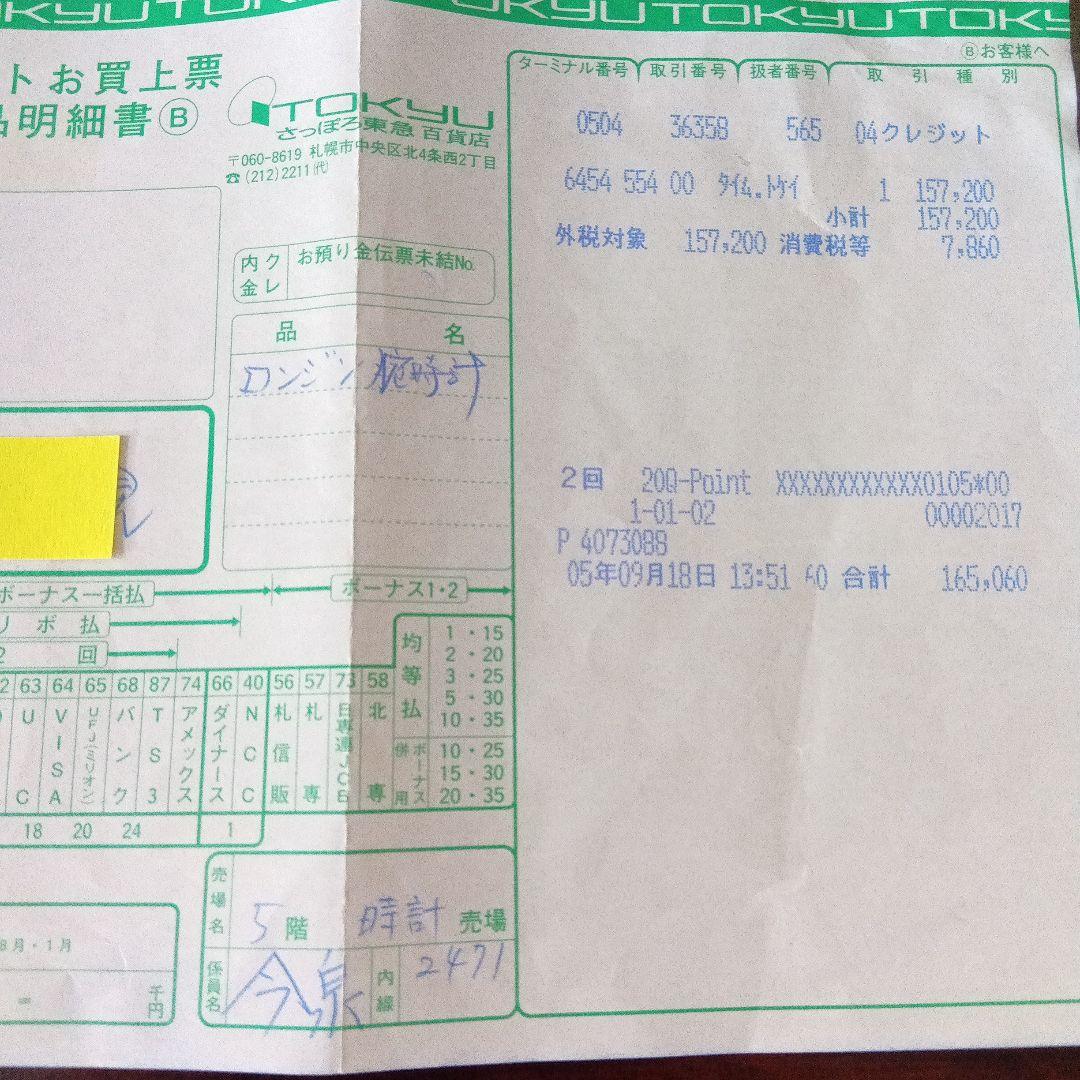 OKYUTOKYUTOKYU
OKYUTOKYUTOKY
トお買上票
品明細書Ⓑ
TOKYU
さっぽろ東急百貨店
〒060-8619 札幌市中央区北4条西2丁目
☎(212)2211㈹
Ⓑお客様へ
ターミナル番号 取引番号 扱者番号 取引種別
0504 36358 565 04クレジット
6454 554 00 タイム.トケイ 1 157,200
小計 157,200
外税対象 157,200 消費税等 7,860
内金 クレ お預り金伝票未結No.
品名
ロンジン腕時計
2回 20Q-Point XXXXXXXXXXXX0105*00
1-01-02 00002017
P 4073088
05年09月18日 13:51 合計 165,060
ボーナス一括払 ボーナス1・2
リボ払
2回
63 64 65 68 87 74 66 40 56 57 73 58
UC
VISA
UFJ(ミリオン)
バンク
TS3
アメックス
ダイナース
NCC
札信販
札専
日専連JCB
北専
均等払
1・15
2・20
3・25
5・30
10・35
ボーナス併用
10・25
15・30
20・35
18 20 24 1
売場名 5階 時計 売場
係員名 今泉 内線 2471
8月・1月
千円